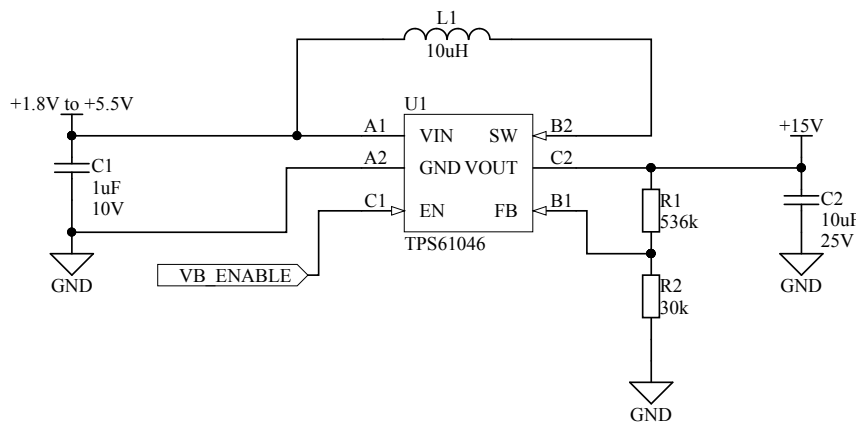 L1
10uH
+1.8V to +5.5V
U1
+15V
A1
VIN
SW
B2
A2
GND
VOUT
C2
C1
1uF
10V
C1
EN
FB
B1
R1
536k
C2
10uF
25V
TPS61046
VB_ENABLE
GND
R2
30k
GND
GND